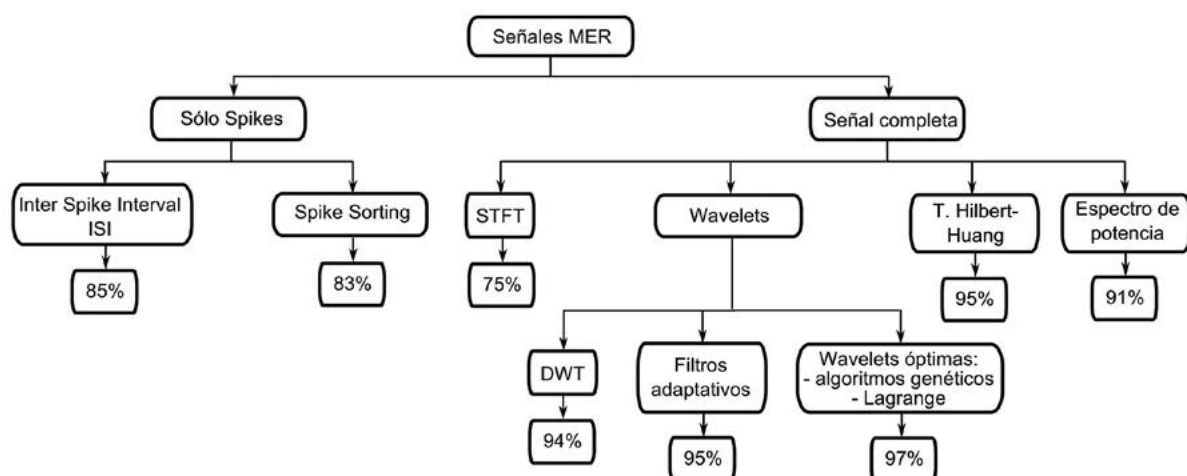 Señales MER
Sólo Spikes
Señal completa
Inter Spike Interval
ISI
Spike Sorting
STFT
Wavelets
T. Hilbert-
Huang
Espectro de
potencia
85%
83%
75%
95%
91%
DWT
Filtros
adaptativos
Wavelets óptimas:
- algoritmos genéticos
- Lagrange
94%
95%
97%